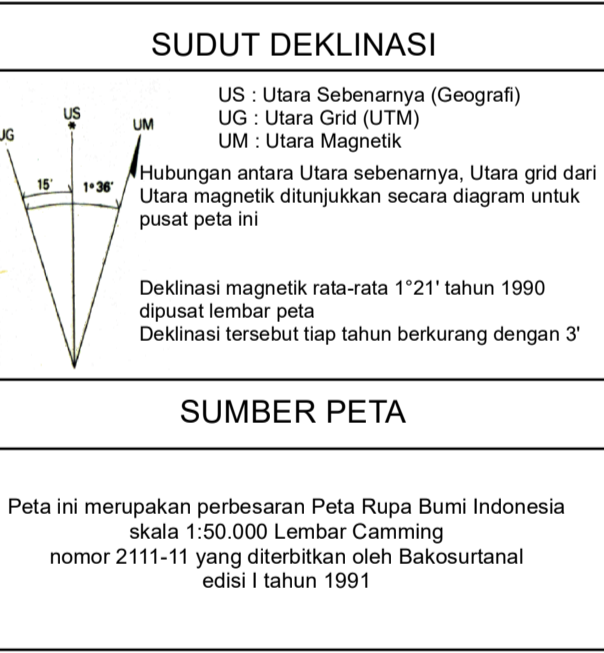 SUDUT DEKLINASI
US : Utara Sebenarnya (Geografi)
UG : Utara Grid (UTM)
UM : Utara Magnetik
US
UM
UG
15'
1°36'
Hubungan antara Utara sebenarnya, Utara grid dari
Utara magnetik ditunjukkan secara diagram untuk
pusat peta ini
Deklinasi magnetik rata-rata 1°21' tahun 1990
dipusat lembar peta
Deklinasi tersebut tiap tahun berkurang dengan 3'
SUMBER PETA
Peta ini merupakan perbesaran Peta Rupa Bumi Indonesia
skala 1:50.000 Lembar Camming
nomor 2111-11 yang diterbitkan oleh Bakosurtanal
edisi I tahun 1991